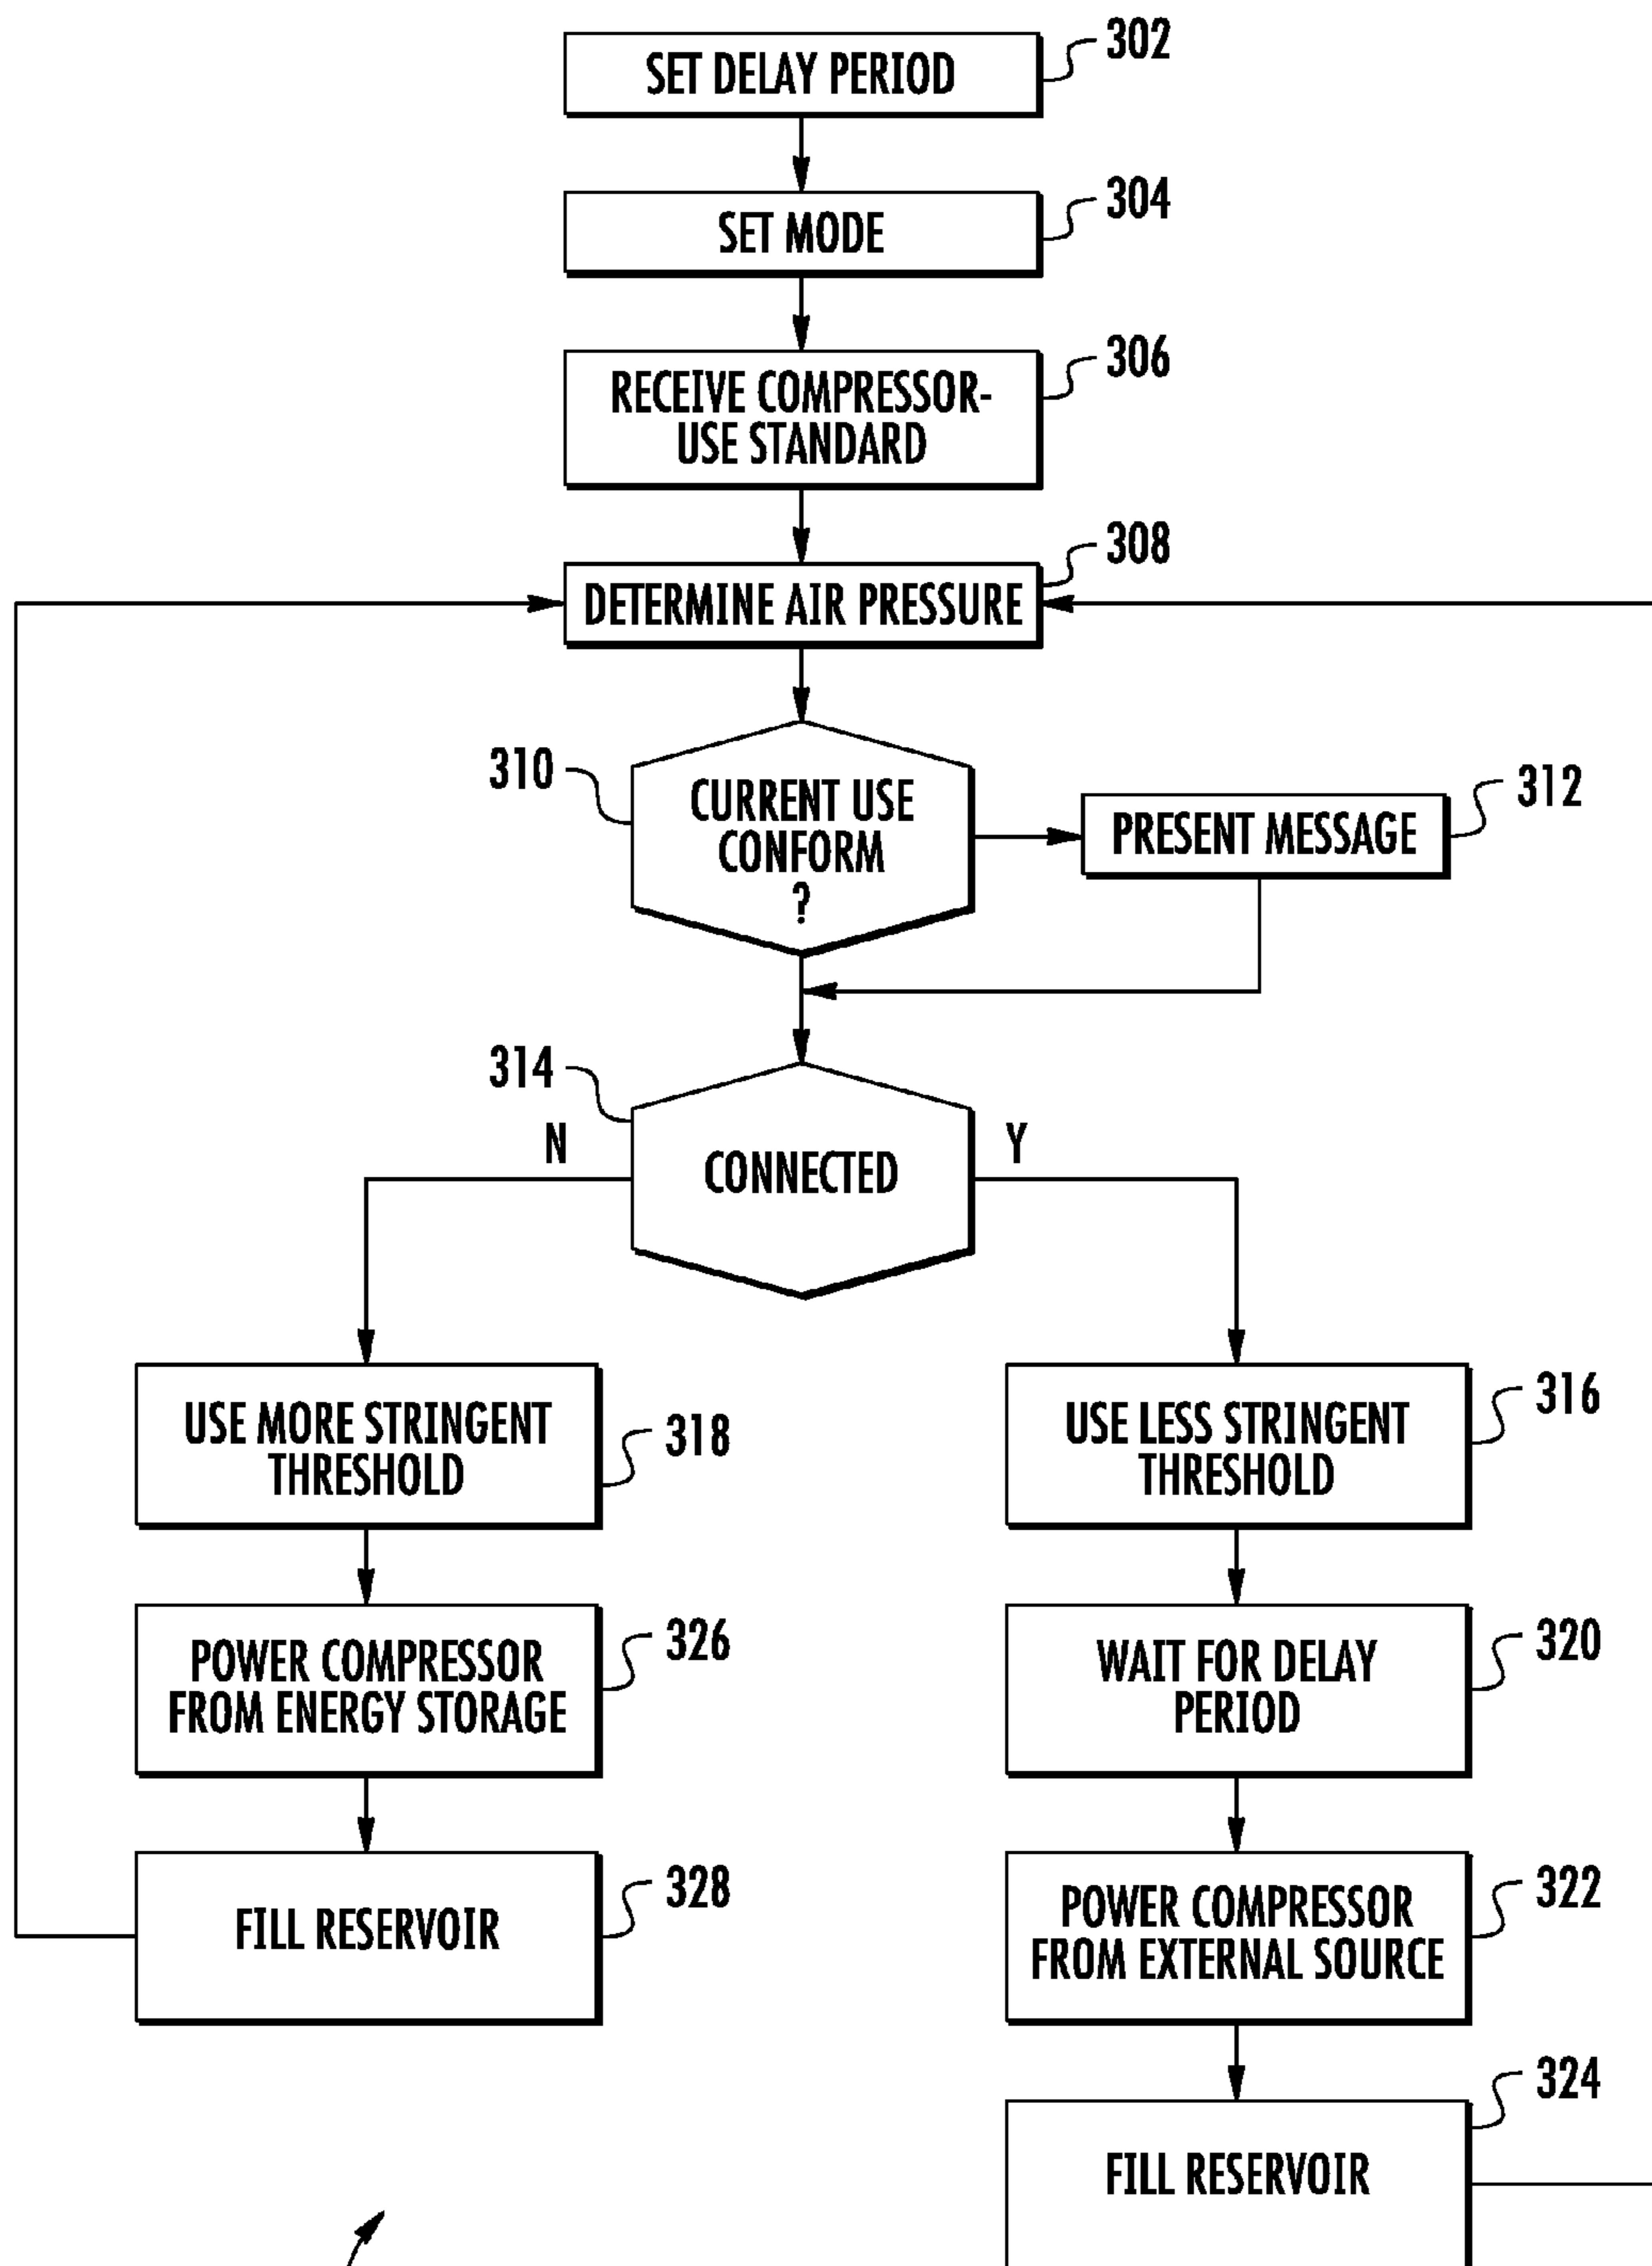 SET DELAY PERIOD
302
SET MODE
304
RECEIVE COMPRESSOR-
USE STANDARD
306
DETERMINE AIR PRESSURE
308
310
CURRENT USE
CONFORM
?
PRESENT MESSAGE
312
314
CONNECTED
N
Y
USE MORE STRINGENT
THRESHOLD
318
USE LESS STRINGENT
THRESHOLD
316
POWER COMPRESSOR
FROM ENERGY STORAGE
326
WAIT FOR DELAY
PERIOD
320
FILL RESERVOIR
328
POWER COMPRESSOR
FROM EXTERNAL SOURCE
322
FILL RESERVOIR
324